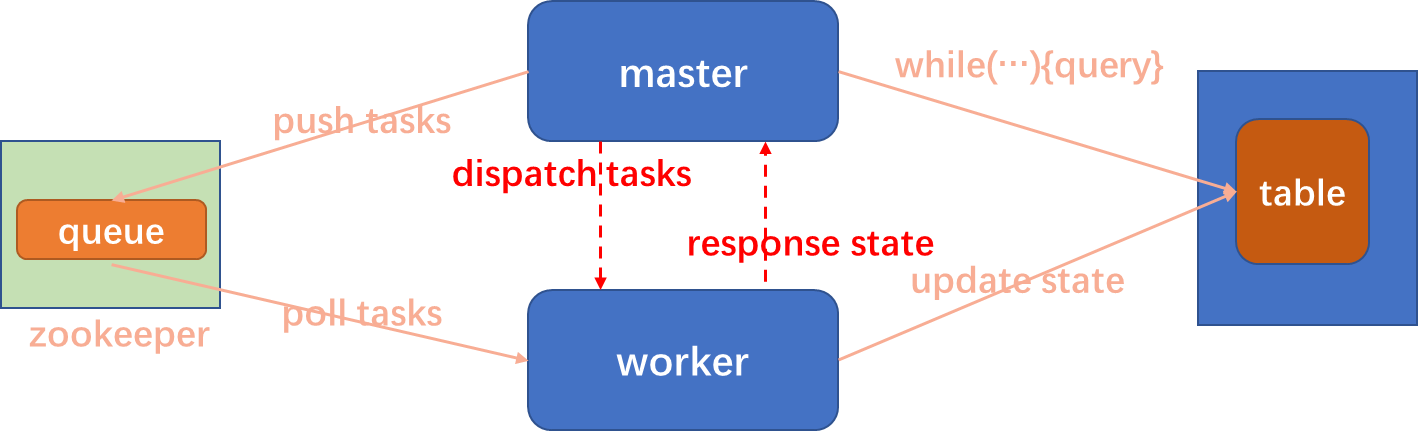 master
while(···){query}
push tasks
dispatch tasks
table
queue
response state
update state
poll tasks
zookeeper
worker